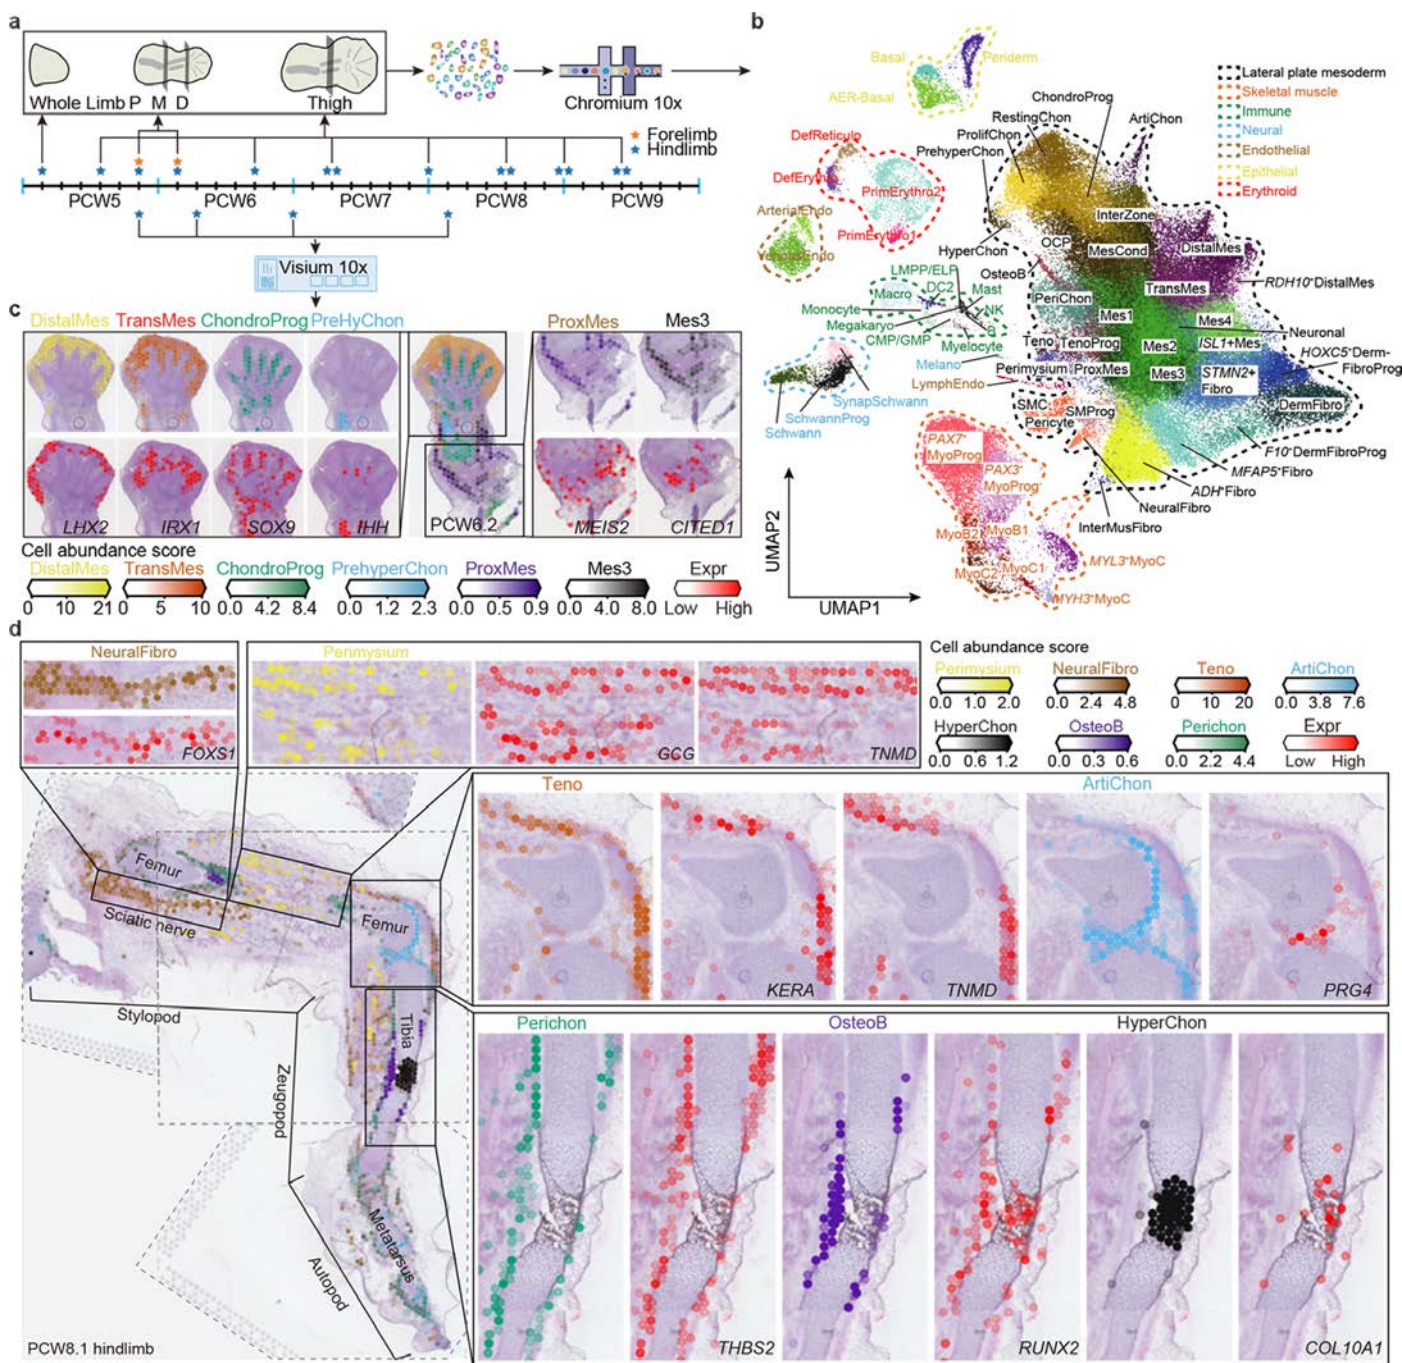 a
Whole Limb P M D
Thigh
Chromium 10x
Forelimb
Hindlimb
PCW5
PCW6
PCW7
PCW8
PCW9
Visium 10x
b
Basal
Periderm
AER-Basal
DefReticulo
DefErythro
PrimErythro2
PrimErythro1
ArterialEndo
VenousEndo
LMPP/ELP
DC2
Mast
Macro
Monocyte
NK
Megakaryo
B
CMP/GMP
Myelocyte
Melano
LymphEndo
SynapSchwann
SchwannProg
Schwann
ChondroProg
RestingChon
ProlifChon
PrehyperChon
ArtiChon
HyperChon
InterZone
OCP
MesCond
DistalMes
OsteoB
TransMes
RDH10+DistalMes
PeriChon
Mes1
Mes4
Neuronal
Teno
TenoProg
Mes2
ISL1+Mes
HOXC5+Derm-
FibroProg
Perimysium
ProxMes
Mes3
STMN2+
Fibro
SMC
SMProg
Pericyte
DermFibro
F10+DermFibroProg
MFAP5+Fibro
ADH+Fibro
NeuralFibro
InterMusFibro
PAX7+
MyoProg
PAX3+
MyoProg
MyoB2
MyoB1
MyoC2
MyoC1
MYL3+MyoC
MYH3+MyoC
UMAP2
UMAP1
Lateral plate mesoderm
Skeletal muscle
Immune
Neural
Endothelial
Epithelial
Erythroid
c
DistalMes
TransMes
ChondroProg
PreHyChon
ProxMes
Mes3
LHX2
IRX1
SOX9
IHH
PCW6.2
MEIS2
CITED1
Cell abundance score
DistalMes
TransMes
ChondroProg
PrehyperChon
ProxMes
Mes3
Expr
0 10 21
0 5 10
0.0 4.2 8.4
0.0 1.2 2.3
0.0 0.5 0.9
0.0 4.0 8.0
Low High
d
NeuralFibro
FOXS1
Perimysium
GCG
TNMD
Cell abundance score
Perimysium
NeuralFibro
Teno
ArtiChon
0.0 1.0 2.0
0.0 2.4 4.8
0 10 20
0.0 3.8 7.6
HyperChon
OsteoB
Perichon
Expr
0.0 0.6 1.2
0.0 0.3 0.6
0.0 2.2 4.4
Low High
Femur
Sciatic nerve
Femur
Stylopod
Tibia
Zeugopod
Metatarsus
Autopod
PCW8.1 hindlimb
Teno
ArtiChon
KERA
TNMD
PRG4
Perichon
OsteoB
HyperChon
THBS2
RUNX2
COL10A1